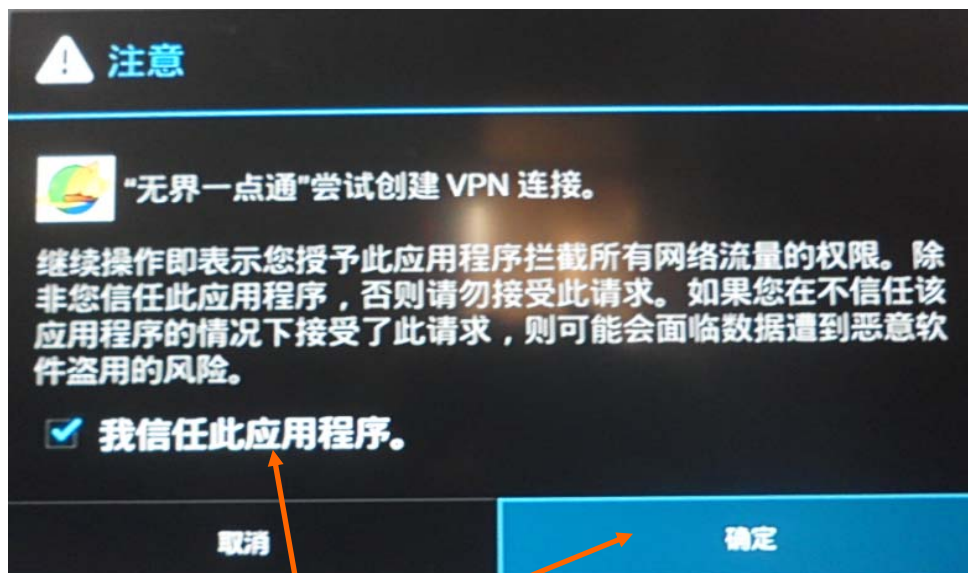 注意
“无界一点通”尝试创建 VPN 连接。
继续操作即表示您授予此应用程序拦截所有网络流量的权限。除
非您信任此应用程序，否则请勿接受此请求。如果您在不信任该
应用程序的情况下接受了此请求，则可能会面临数据遭到恶意软
件盗用的风险。
我信任此应用程序。
取消
确定